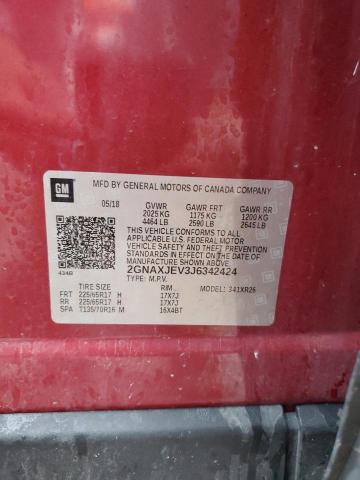 GM
MFD BY GENERAL MOTORS OF CANADA COMPANY
05/18 GVWR GAWR FRT GAWR RR
2025 KG 1175 KG 1200 KG
4464 LB 2590 LB 2645 LB
THIS VEHICLE CONFORMS TO ALL APPLICABLE
U.S. FEDERAL MOTOR
VEHICLE SAFETY AND THEFT PREVENTION
STANDARDS IN EFFECT ON THE DATE OF
MANUFACTURE SHOWN ABOVE.
2GNAXJEV3J6342424
434B TYPE: M.P.V.
TIRE SIZE RIM MODEL: 341XR26
FRT 225/65R17 H 17X7J
RR 225/65R17 H 17X7J
SPA T135/70R16 M 16X4BT